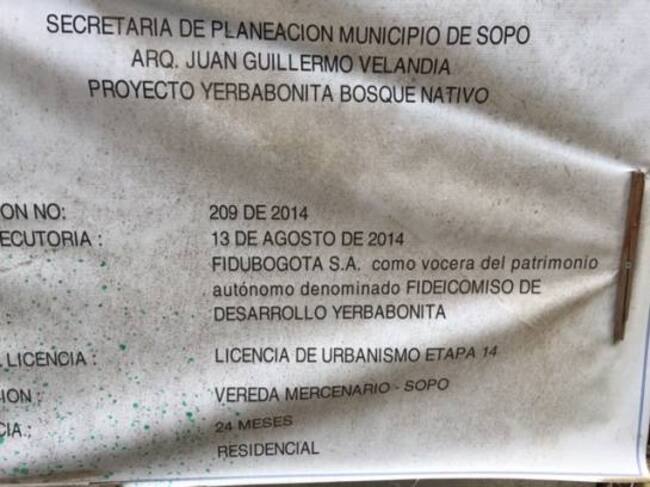 SECRETARIA DE PLANEACION MUNICIPIO DE SOPO
ARQ. JUAN GUILLERMO VELANDIA
PROYECTO YERBABONITA BOSQUE NATIVO
ON NO: 209 DE 2014
ECUTORIA : 13 DE AGOSTO DE 2014
FIDUBOGOTA S.A. como vocera del patrimonio
autónomo denominado FIDEICOMISO DE
DESARROLLO YERBABONITA
LICENCIA : LICENCIA DE URBANISMO ETAPA 14
ION : VEREDA MERCENARIO - SOPO
CIA.; 24 MESES
RESIDENCIAL